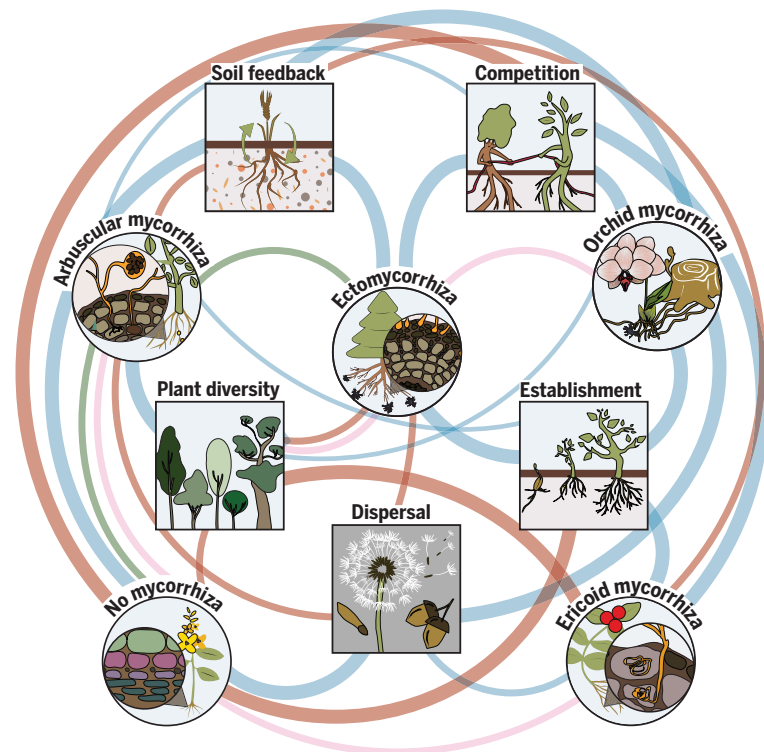 Soil feedback
Competition
Arbuscular mycorrhiza
Orchid mycorrhiza
Ectomycorrhiza
Plant diversity
Establishment
Dispersal
No mycorrhiza
Ericoid mycorrhiza